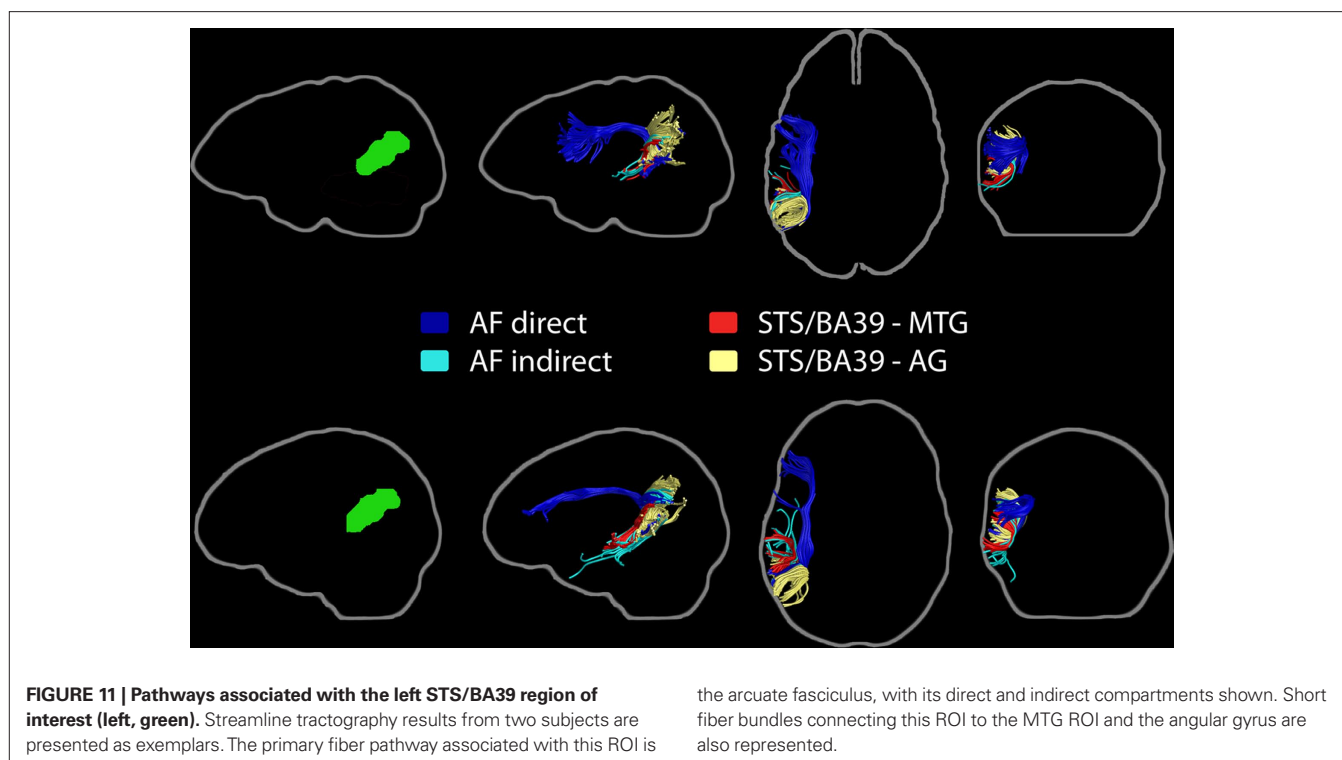 AF direct
AF indirect
STS/BA39 - MTG
STS/BA39 - AG
FIGURE 11 | Pathways associated with the left STS/BA39 region of
interest (left, green). Streamline tractography results from two subjects are
presented as exemplars. The primary fiber pathway associated with this ROI is
the arcuate fasciculus, with its direct and indirect compartments shown. Short
fiber bundles connecting this ROI to the MTG ROI and the angular gyrus are
also represented.